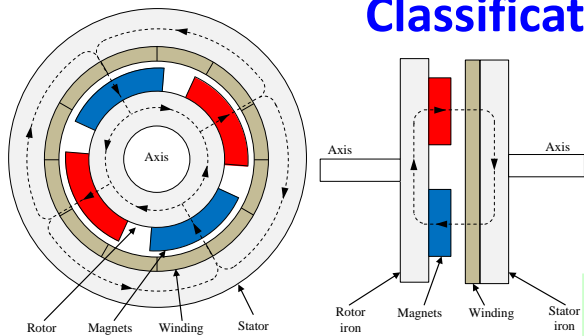 Classificat
Axis
Axis
Axis
Rotor
Magnets
Winding
Stator
Rotor
iron
Magnets
Winding
Stator
iron